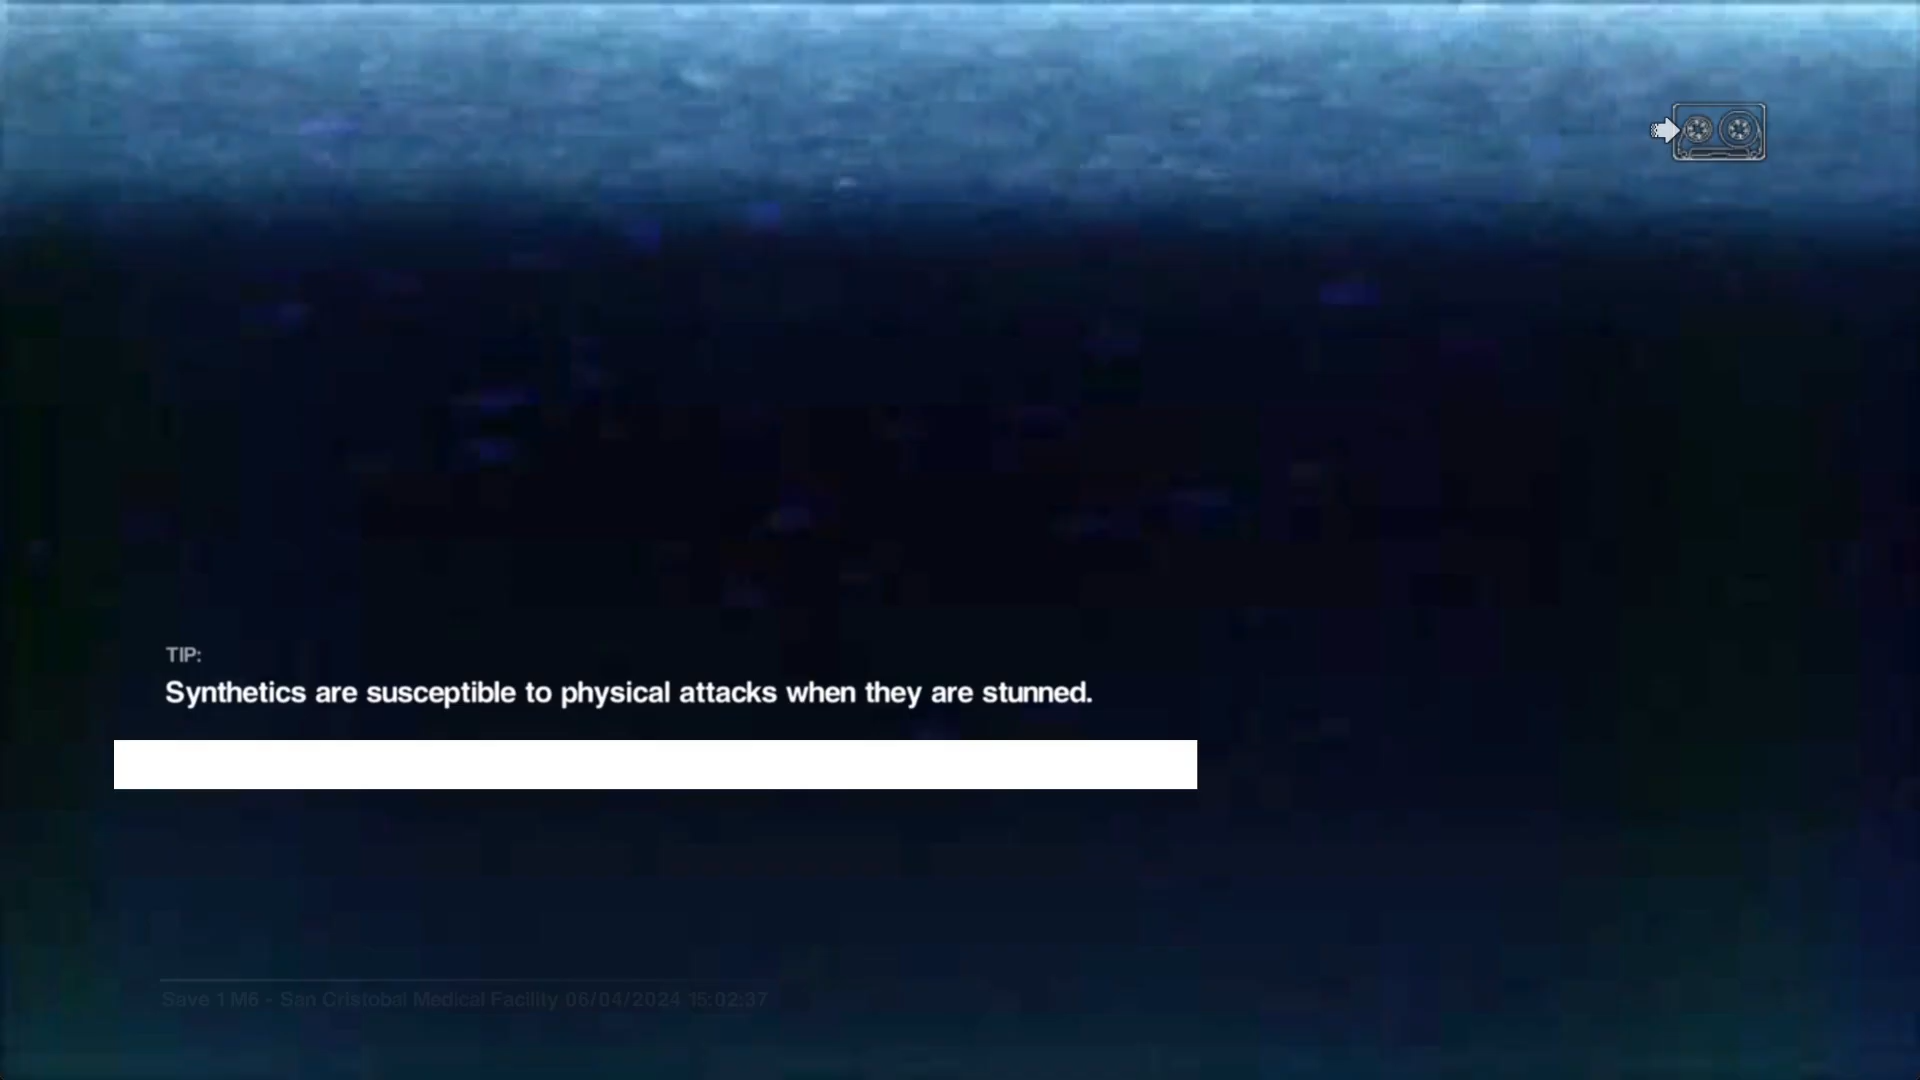 TIP:
Synthetics are susceptible to physical attacks when they are stunned.
Save 1 M6 - San Cristobal Medical Facility 06/04/2024 15:02:37